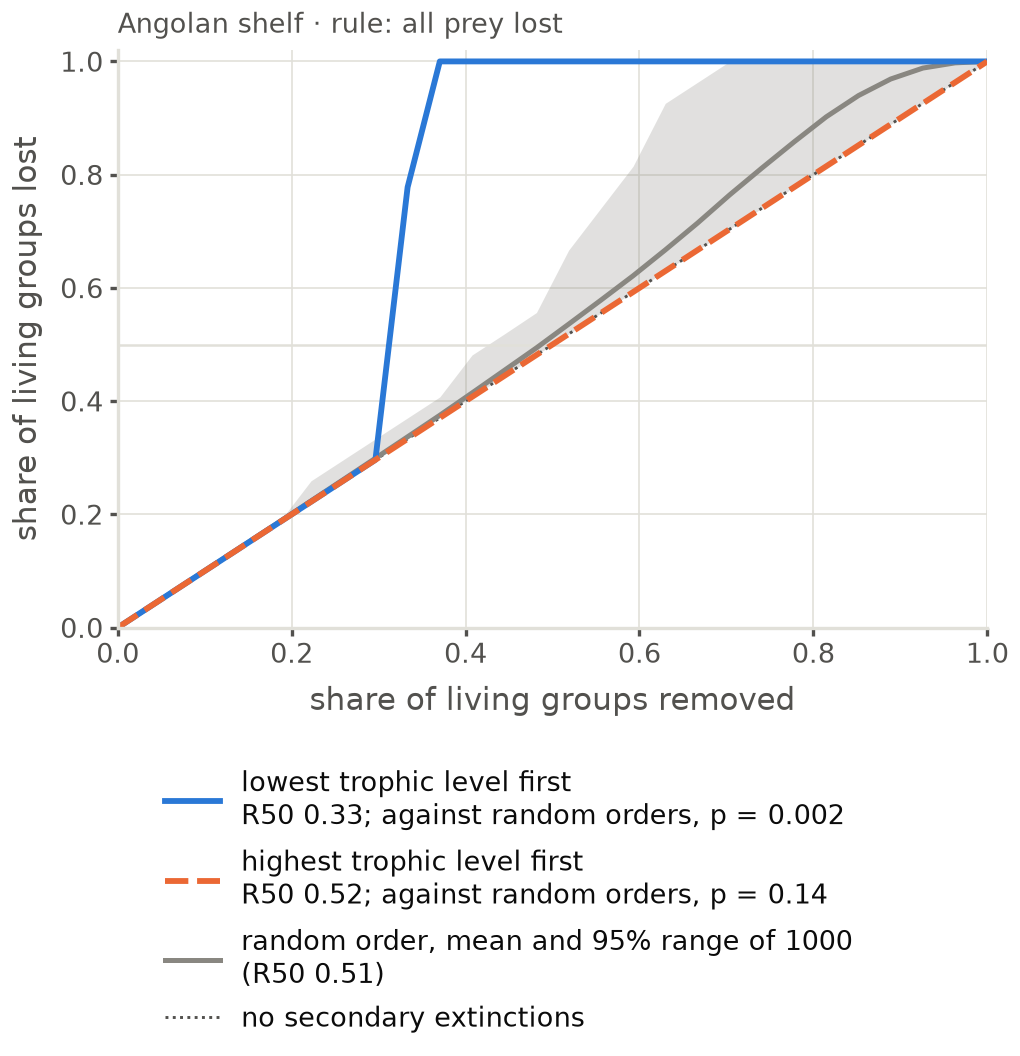 Angolan shelf · rule: all prey lost
share of living groups lost
1.0
0.8
0.6
0.4
0.2
0.0
0.0 0.2 0.4 0.6 0.8 1.0
share of living groups removed
lowest trophic level first
R50 0.33; against random orders, p = 0.002
highest trophic level first
R50 0.52; against random orders, p = 0.14
random order, mean and 95% range of 1000
(R50 0.51)
no secondary extinctions